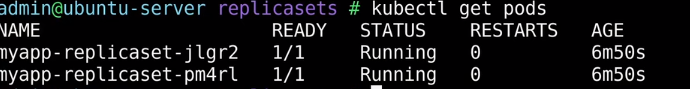 admin@ubuntu-server replicasets # kubectl get pods
NAME READY STATUS RESTARTS AGE
myapp-replicaset-jlgr2 1/1 Running 0 6m50s
myapp-replicaset-pm4rl 1/1 Running 0 6m50s